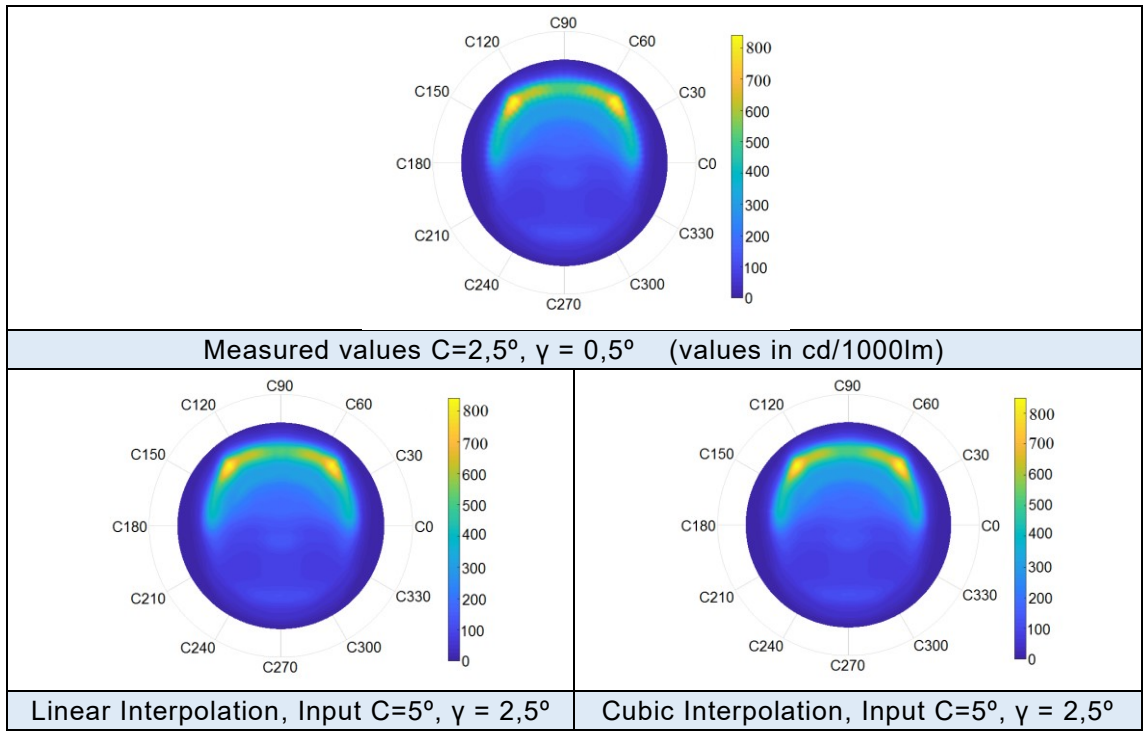 C90
C120 C60
800
700
C150 C30
600
500
C180 C0
400
300
C210 C330
200
C240 C300
100
C270
0
Measured values C=2,5º, γ = 0,5º (values in cd/1000lm)
C90
C120 C60
800
700
C150 C30
600
500
C180 C0
400
300
C210 C330
200
100
C240 C300
C270
0
Linear Interpolation, Input C=5º, γ = 2,5º
C90
C120 C60
800
700
C150 C30
600
500
C180 C0
400
300
C210 C330
200
100
C240 C300
C270
0
Cubic Interpolation, Input C=5º, γ = 2,5º